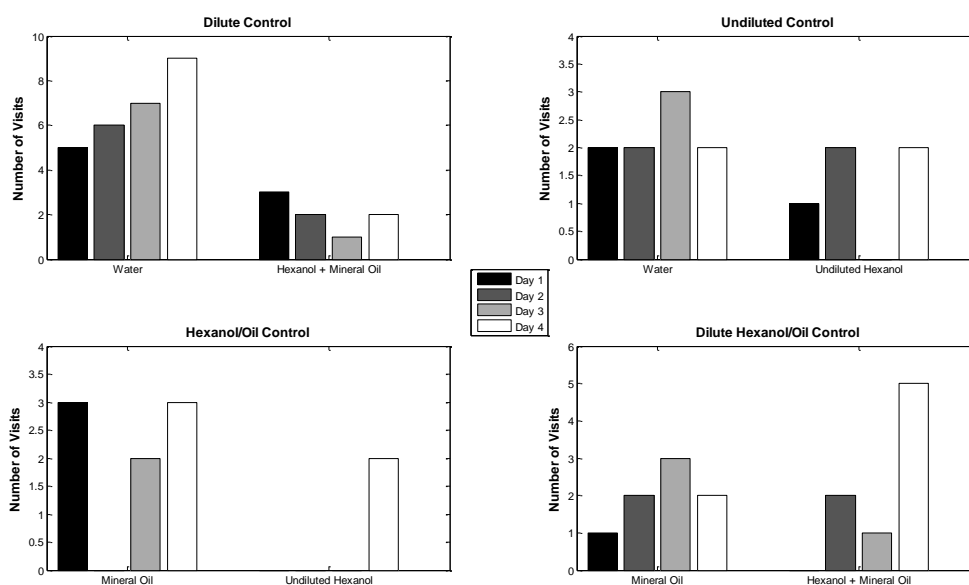 Dilute Control
Number of Visits
10
8
6
4
2
0
Water
Hexanol + Mineral Oil
Undiluted Control
Number of Visits
4
3.5
3
2.5
2
1.5
1
0.5
0
Water
Undiluted Hexanol
Day 1
Day 2
Day 3
Day 4
Hexanol/Oil Control
Number of Visits
4
3.5
3
2.5
2
1.5
1
0.5
0
Mineral Oil
Undiluted Hexanol
Dilute Hexanol/Oil Control
Number of Visits
6
5
4
3
2
1
0
Mineral Oil
Hexanol + Mineral Oil